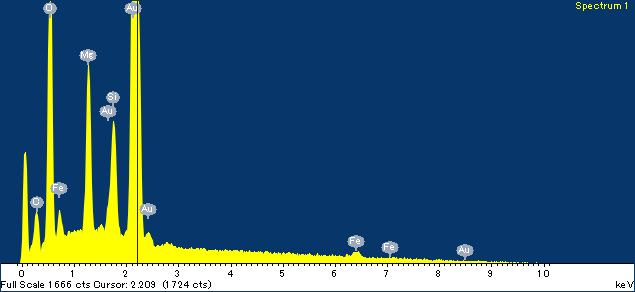 Spectrum 1
O Au
Mg
Si
Au
Fe
O Au
Fe Fe Au
0 1 2 3 4 5 6 7 8 9 10
Full Scale 1666 cts Cursor: 2.209 (1724 cts) keV